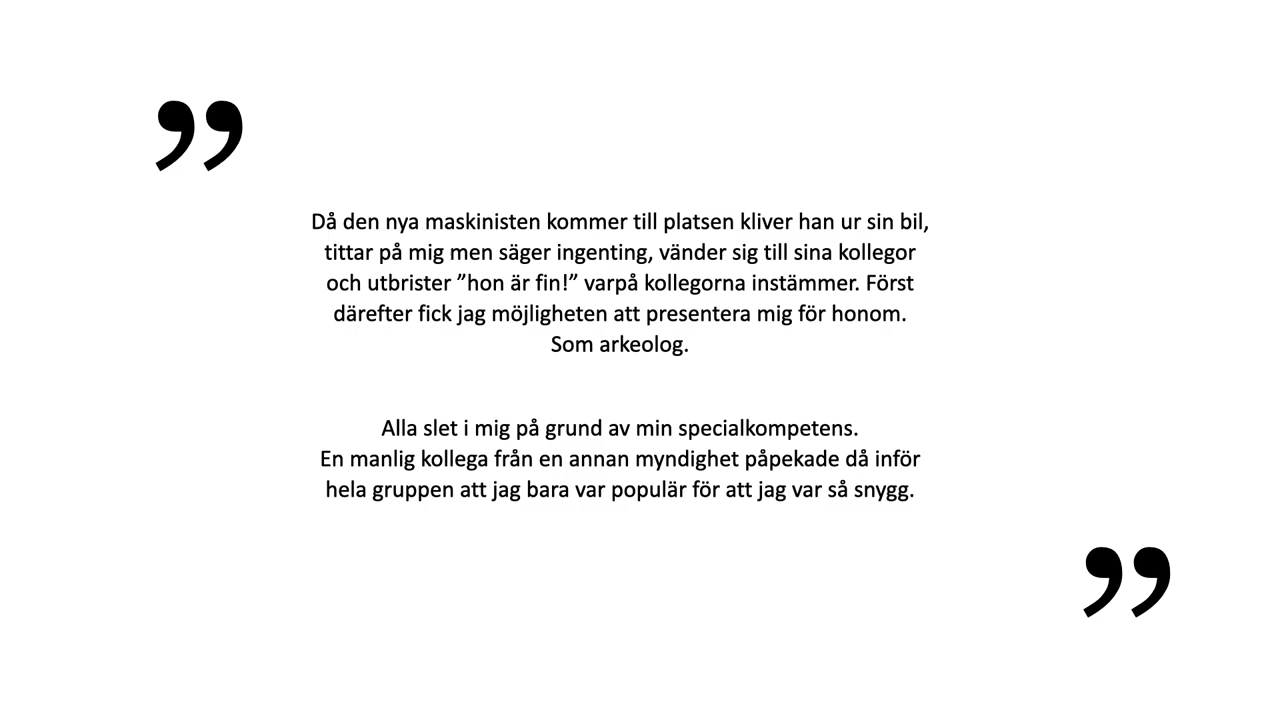 ”
Då den nya maskinisten kommer till platsen kliver han ur sin bil,
tittar på mig men säger ingenting, vänder sig till sina kollegor
och utbrister ”hon är fin!” varpå kollegorna instämmer. Först
därefter fick jag möjligheten att presentera mig för honom.
Som arkeolog.
Alla slet i mig på grund av min specialkompetens.
En manlig kollega från en annan myndighet påpekade då inför
hela gruppen att jag bara var populär för att jag var så snygg.
”